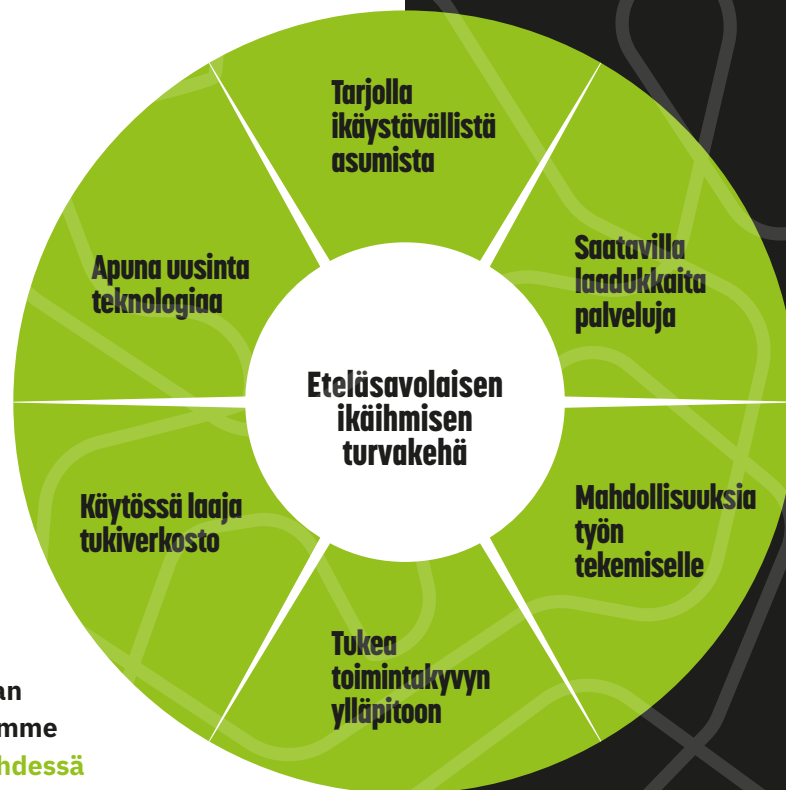 Tarjolla
ikäystävällistä
asumista
Saatavilla
laadukkaita
palveluja
Apuna uusinta
teknologiaa
Eteläsavolaisen
ikäihmisen
turvakehä
Mahdollisuuksia
työn
tekemiselle
Käytössä laaja
tukiverkosto
Tukea
toimintakyvyn
ylläpitoon